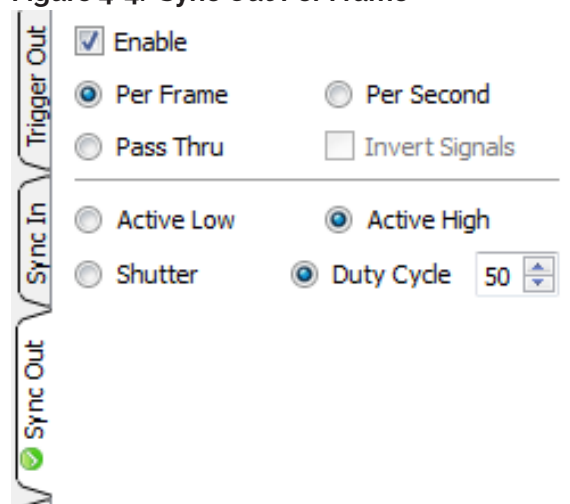 Figure 4-4. Sync Out Per Frame
Trigger Out
Sync In
Sync Out
Enable
Per Frame Per Second
Pass Thru Invert Signals
Active Low Active High
Shutter Duty Cycle 50